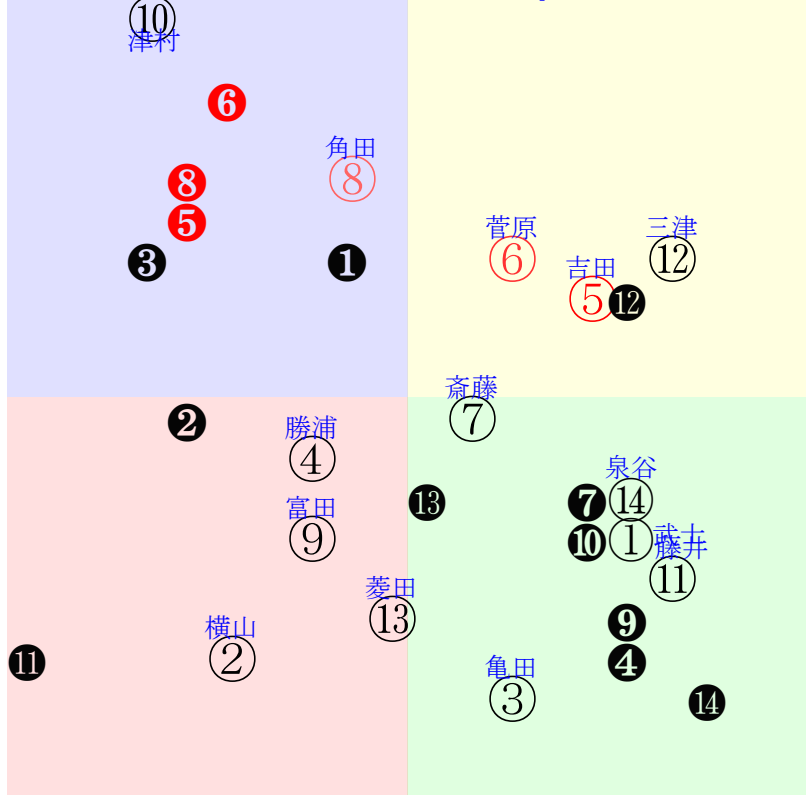 ⑩
津村
❻
角田
❽
⑧
❺
菅原
三津
❸
❶
⑥
吉田
⑫
⑤
⓬
斎藤
❷
勝浦
⑦
④
泉谷
富田
⓭
❼
⑭
⑨
❿
①
武士
藤井
菱田
⑪
横山
⑬
❾
⓫
②
亀田
❹
③
⓮